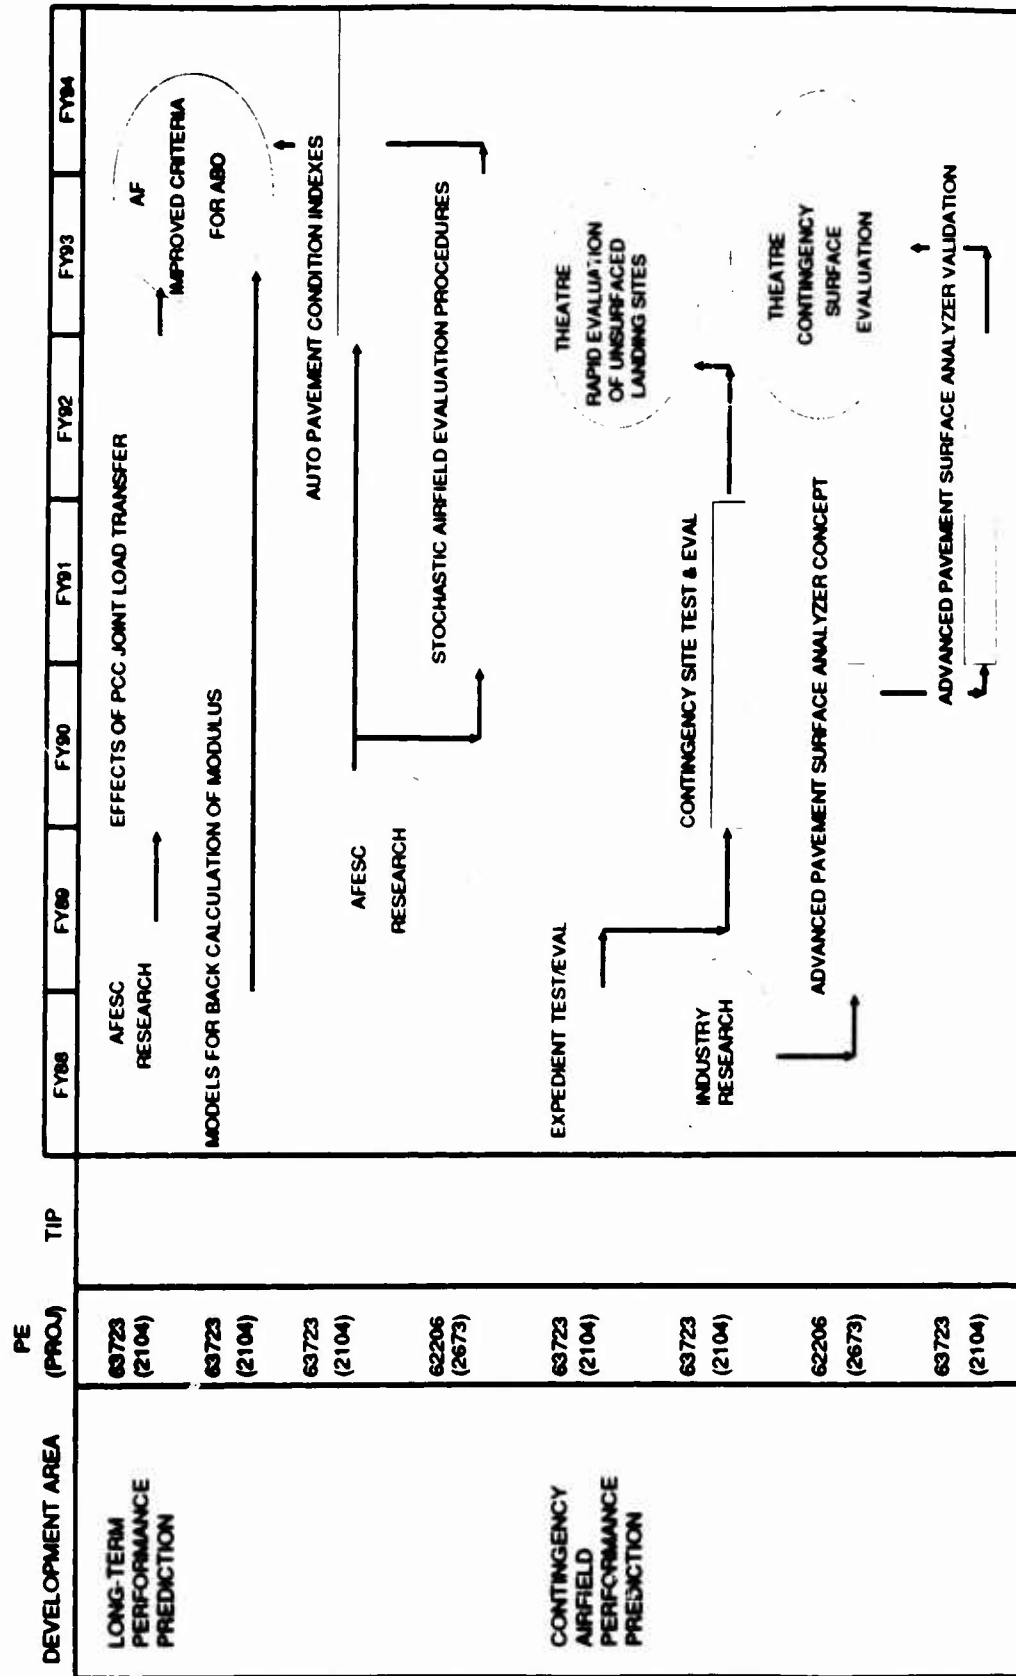 DEVELOPMENT AREA
PE
(PROJ)
TIP
FY88
FY89
FY90
FY91
FY92
FY93
FY94
LONG-TERM
PERFORMANCE
PREDICTION
63723
(2104)
AFESC
RESEARCH
EFFECTS OF PCC JOINT LOAD TRANSFER
AF
IMPROVED CRITERIA
FOR ABO
63723
(2104)
MODELS FOR BACK CALCULATION OF MODULUS
63723
(2104)
AUTO PAVEMENT CONDITION INDEXES
AFESC
RESEARCH
62206
(2673)
STOCHASTIC AIRFIELD EVALUATION PROCEDURES
CONTINGENCY
AIRFIELD
PERFORMANCE
PREDICTION
63723
(2104)
EXPEDIENT TEST/EVAL
THEATRE
RAPID EVALUATION
OF UNSURFACED
LANDING SITES
63723
(2104)
INDUSTRY
RESEARCH
CONTINGENCY SITE TEST & EVAL
62206
(2673)
ADVANCED PAVEMENT SURFACE ANALYZER CONCEPT
THEATRE
CONTINGENCY
SURFACE
EVALUATION
63723
(2104)
ADVANCED PAVEMENT SURFACE ANALYZER VALIDATION